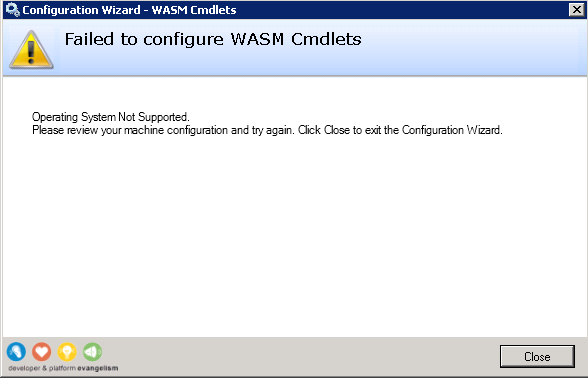 Configuration Wizard - WASM Cmdlets
Failed to configure WASM Cmdlets
Operating System Not Supported.
Please review your machine configuration and try again. Click Close to exit the Configuration Wizard.
developer & platform evangelism
Close